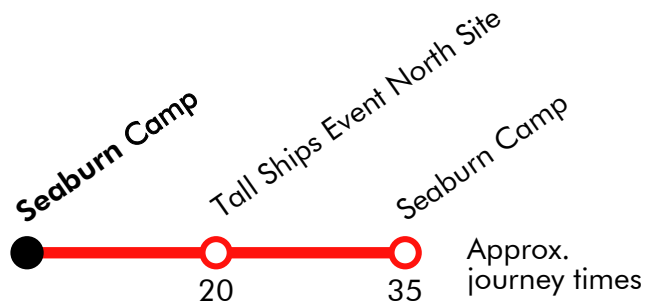 Seaburn Camp
Tall Ships Event North Site
Seaburn Camp
20
35
Approx.
journey times